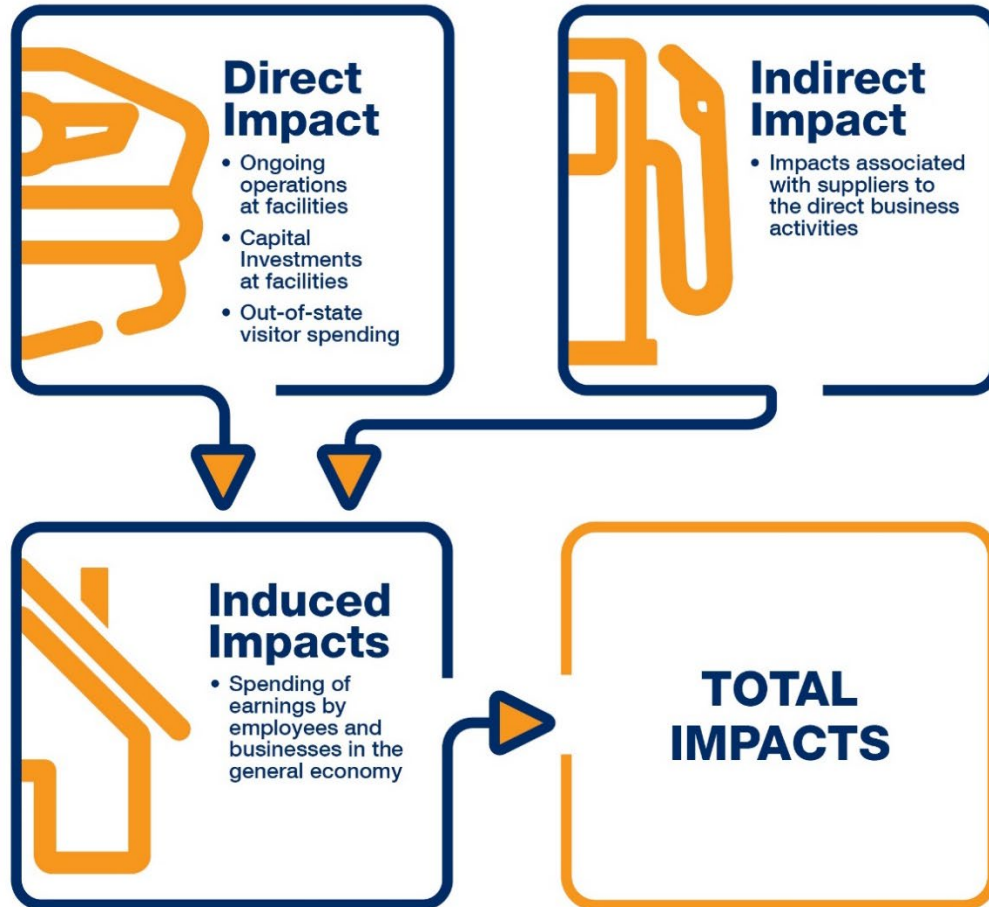 Direct
Impact
• Ongoing
operations
at facilities
• Capital
Investments
at facilities
• Out-of-state
visitor spending
Indirect
Impact
• Impacts associated
with suppliers to
the direct business
activities
Induced
Impacts
• Spending of
earnings by
employees and
businesses in the
general economy
TOTAL
IMPACTS